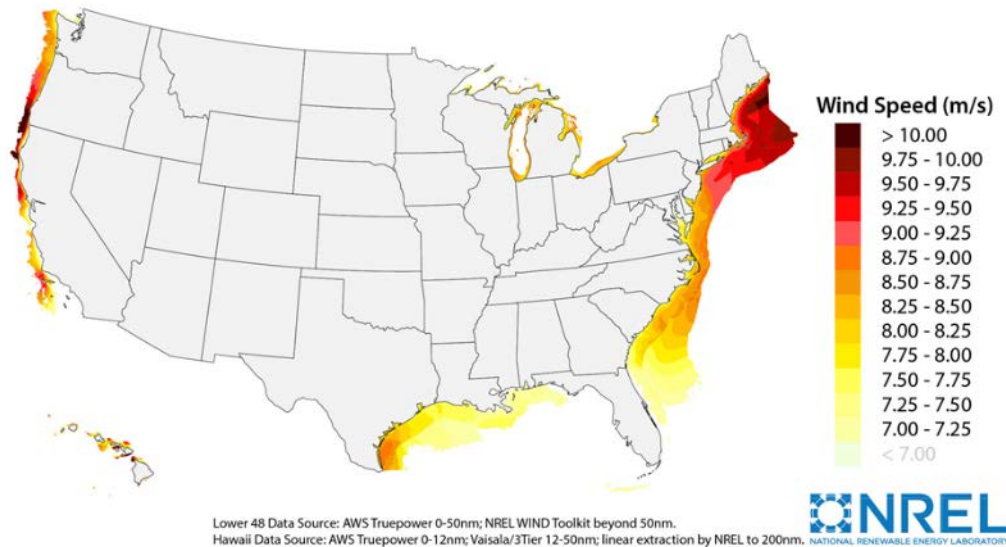 Wind Speed (m/s)
> 10.00
9.75 - 10.00
9.50 - 9.75
9.25 - 9.50
9.00 - 9.25
8.75 - 9.00
8.50 - 8.75
8.25 - 8.50
8.00 - 8.25
7.75 - 8.00
7.50 - 7.75
7.25 - 7.50
7.00 - 7.25
< 7.00
Lower 48 Data Source: AWS Truepower 0-50nm; NREL WIND Toolkit beyond 50nm.
Hawaii Data Source: AWS Truepower 0-12nm; Vaisala/3Tier 12-50nm; linear extraction by NREL to 200nm.
NREL
NATIONAL RENEWABLE ENERGY LABORATORY